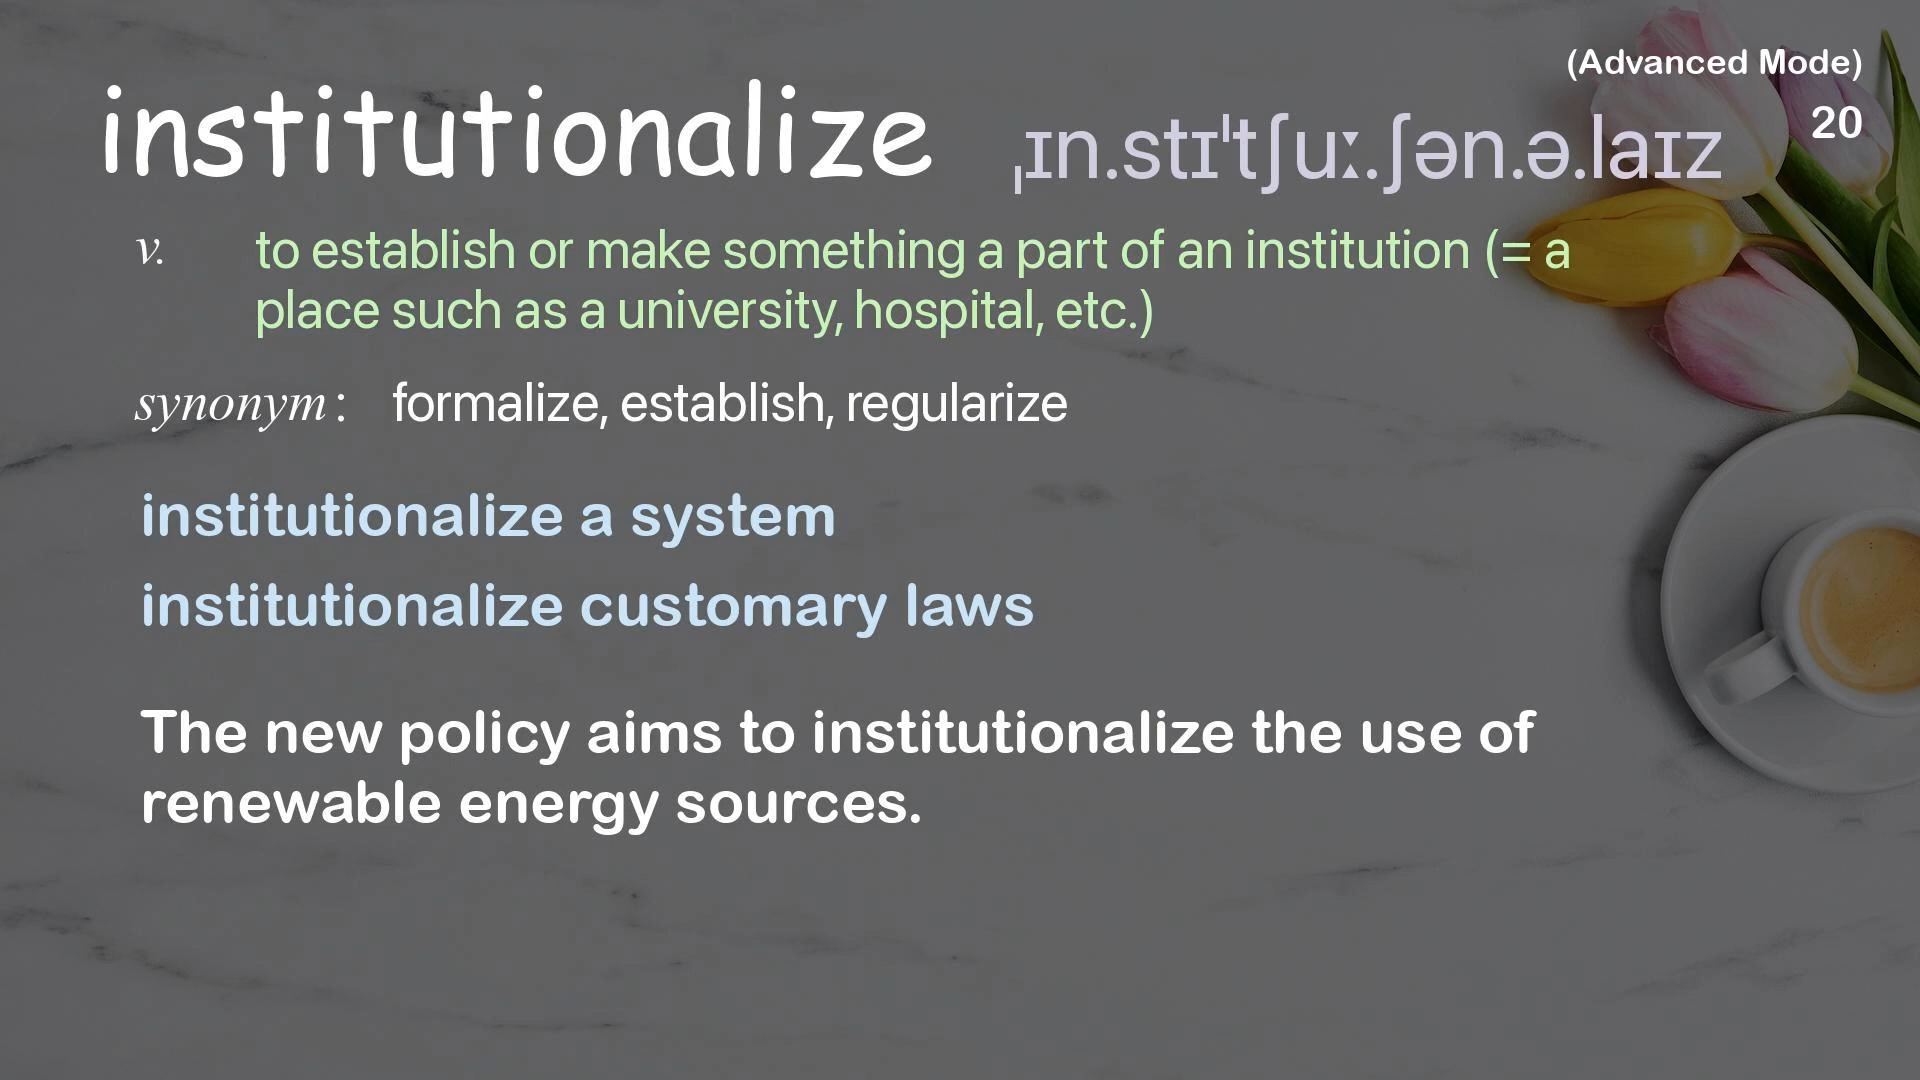 (Advanced Mode)
institutionalize ˌɪn.stɪˈtʃuː.ʃən.ə.laɪz 20
v. to establish or make something a part of an institution (= a
place such as a university, hospital, etc.)
synonym: formalize, establish, regularize
institutionalize a system
institutionalize customary laws
The new policy aims to institutionalize the use of
renewable energy sources.